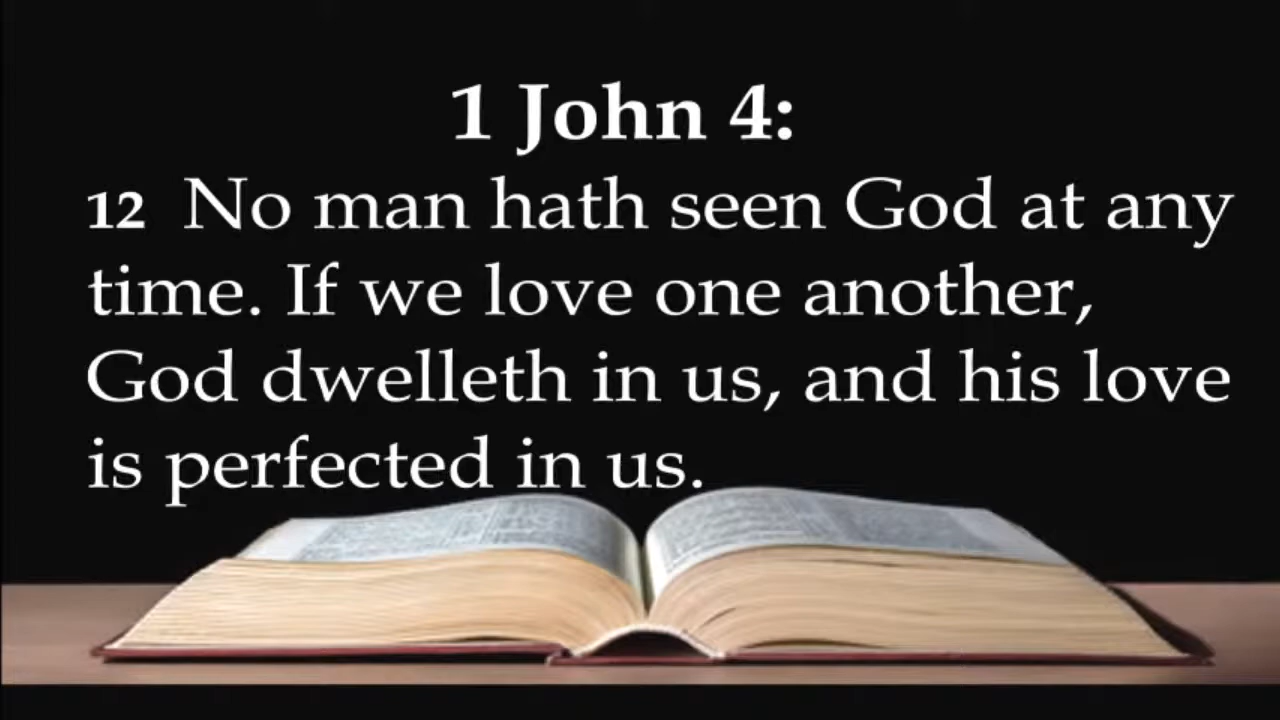 1 John 4:
12 No man hath seen God at any
time. If we love one another,
God dwelleth in us, and his love
is perfected in us.